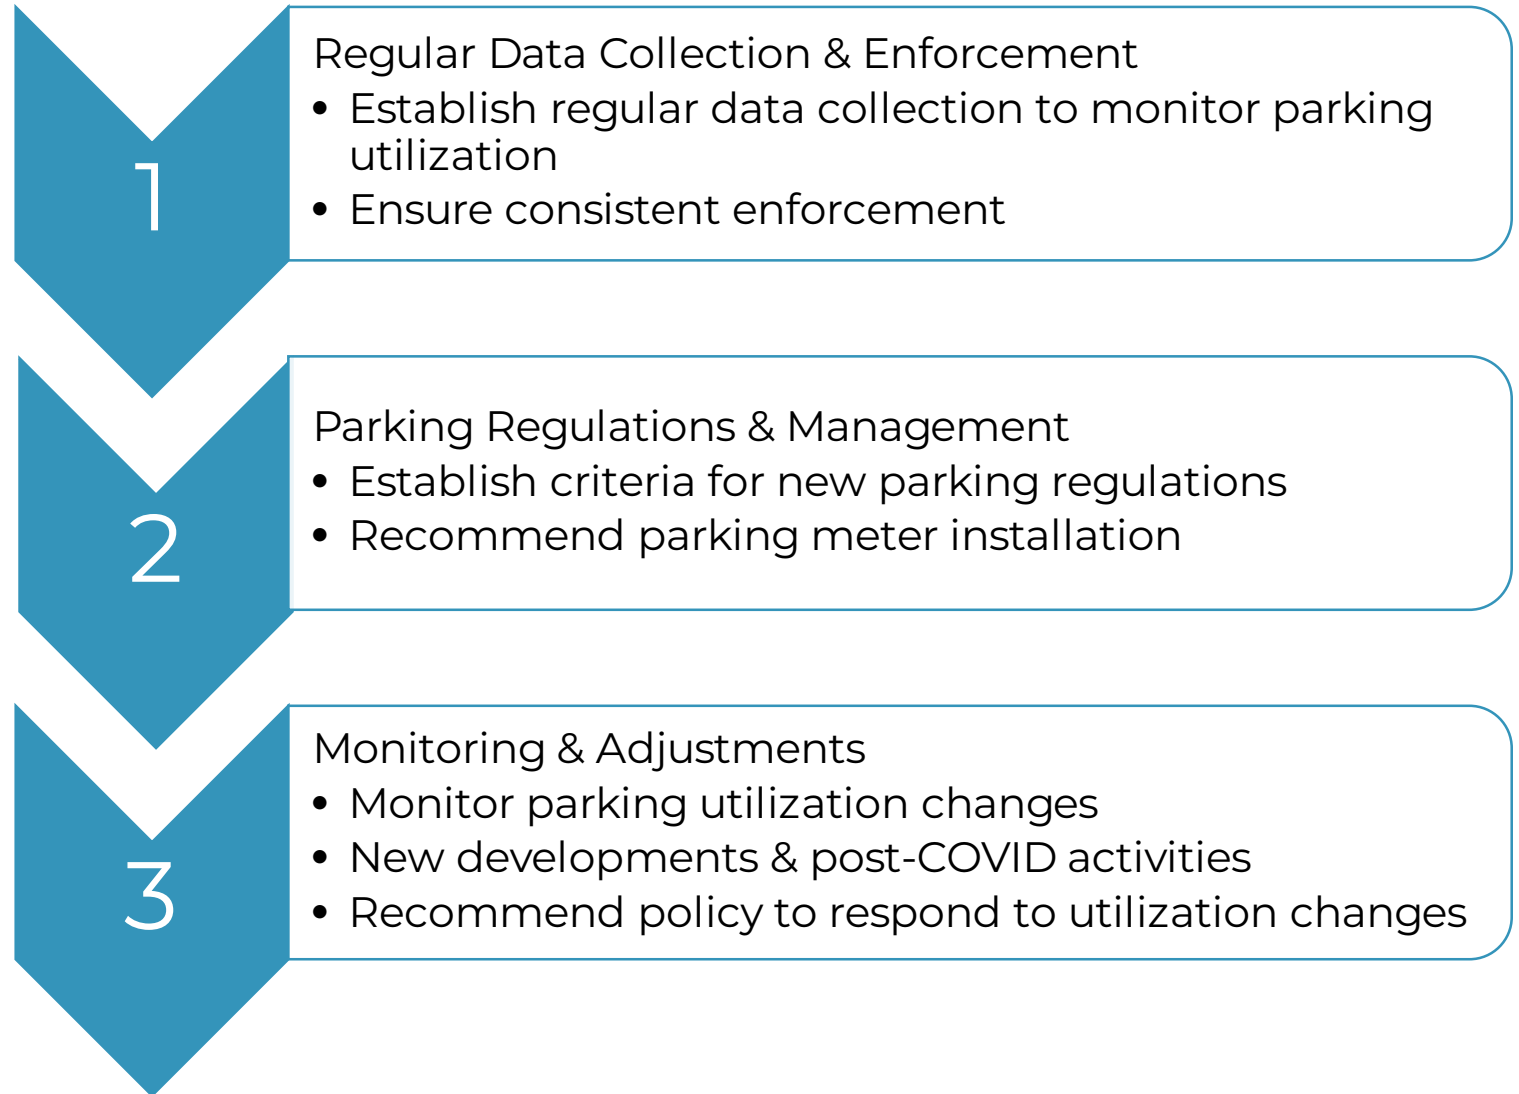 1
Regular Data Collection & Enforcement
• Establish regular data collection to monitor parking
utilization
• Ensure consistent enforcement
2
Parking Regulations & Management
• Establish criteria for new parking regulations
• Recommend parking meter installation
3
Monitoring & Adjustments
• Monitor parking utilization changes
• New developments & post-COVID activities
• Recommend policy to respond to utilization changes